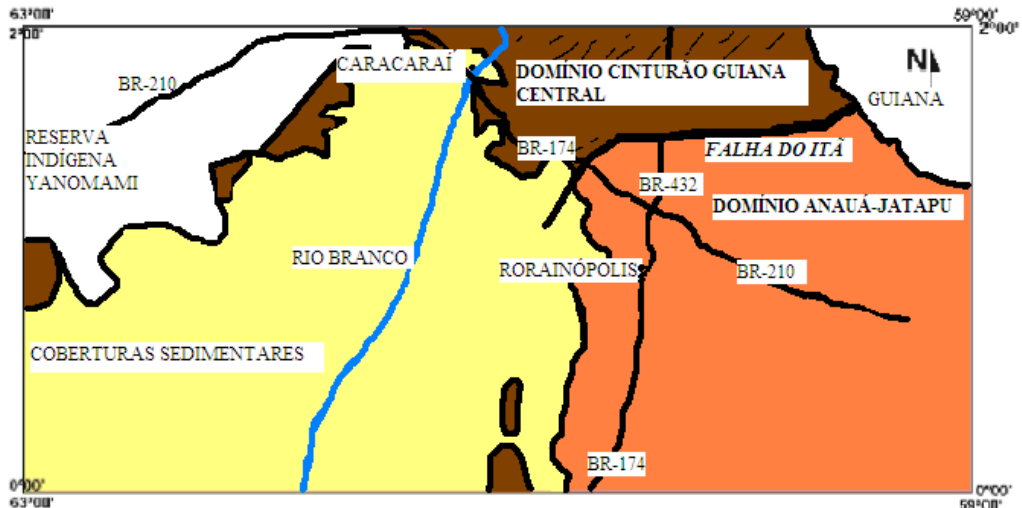 63°00'
59°00'
2°00'
2°00'
CARACARAÍ
DOMÍNIO CINTURÃO GUIANA
CENTRAL
N
BR-210
GUIANA
RESERVA
INDÍGENA
YANOMAMI
BR-174
FALHA DO ITÃ
BR-432
DOMÍNIO ANAUÁ-JATAPU
RIO BRANCO
RORAINÓPOLIS
BR-210
COBERTURAS SEDIMENTARES
BR-174
0°00'
0°00'
63°00'
59°00'